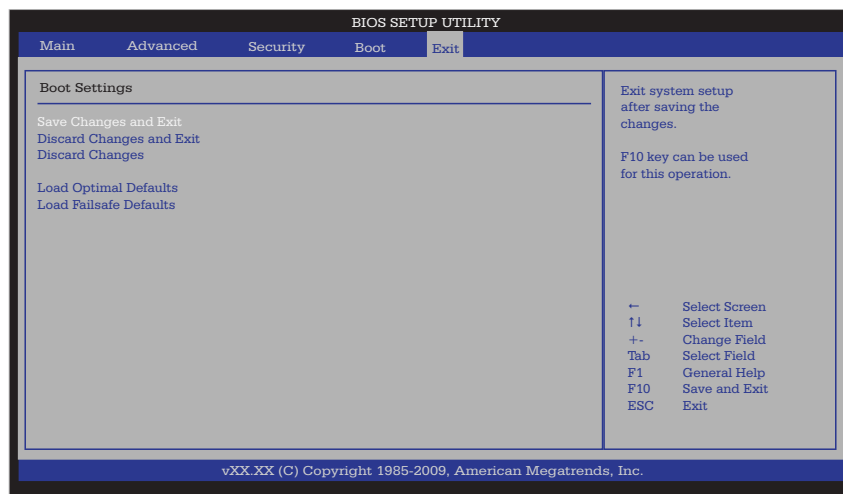 BIOS SETUP UTILITY
Main Advanced Security Boot Exit
Boot Settings
Save Changes and Exit
Discard Changes and Exit
Discard Changes
Load Optimal Defaults
Load Failsafe Defaults
Exit system setup
after saving the
changes.
F10 key can be used
for this operation.
← Select Screen
↑↓ Select Item
+- Change Field
Tab Select Field
F1 General Help
F10 Save and Exit
ESC Exit
vXX.XX (C) Copyright 1985-2009, American Megatrends, Inc.